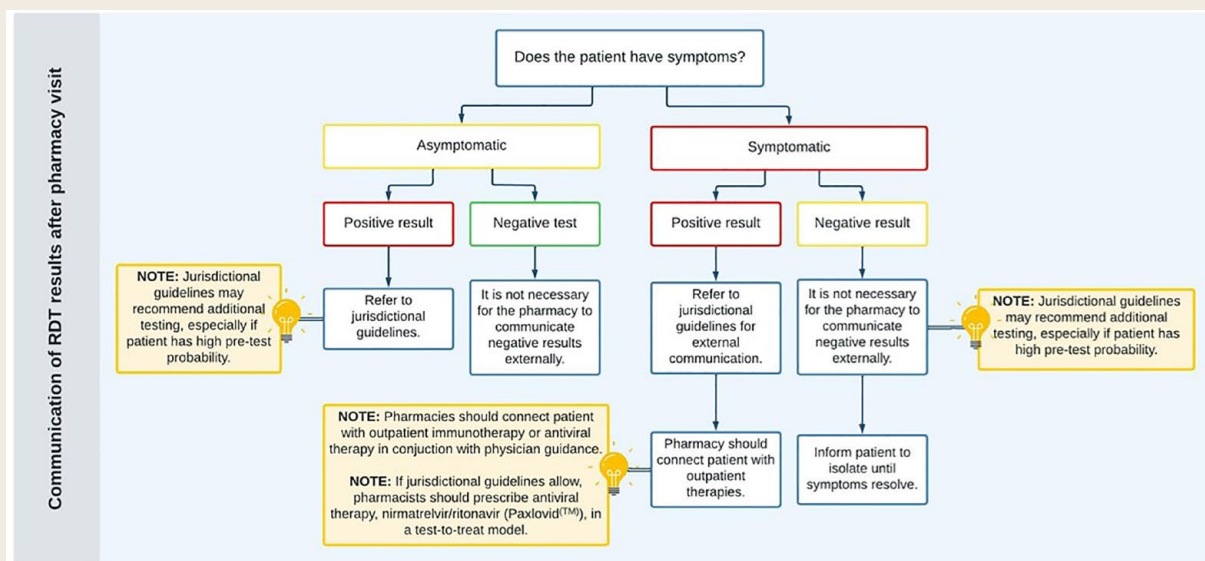 Communication of RDT results after pharmacy visit
Does the patient have symptoms?
Asymptomatic
Symptomatic
Positive result
Negative test
Positive result
Negative result
NOTE: Jurisdictional
guidelines may
recommend additional
testing, especially if
patient has high pre-test
probability.
Refer to
jurisdictional
guidelines.
It is not necessary
for the pharmacy to
communicate
negative results
externally.
Refer to
jurisdictional
guidelines for
external
communication.
It is not necessary
for the pharmacy to
communicate
negative results
externally.
NOTE: Jurisdictional guidelines
may recommend additional
testing, especially if patient has
high pre-test probability.
NOTE: Pharmacies should connect patient
with outpatient immunotherapy or antiviral
therapy in conjuction with physician guidance.
NOTE: If jurisdictional guidelines allow,
pharmacists should prescribe antiviral
therapy, nirmatrelvir/ritonavir (Paxlovid(TM)), in
a test-to-treat model.
Pharmacy should
connect patient with
outpatient
therapies.
Inform patient to
isolate until
symptoms resolve.